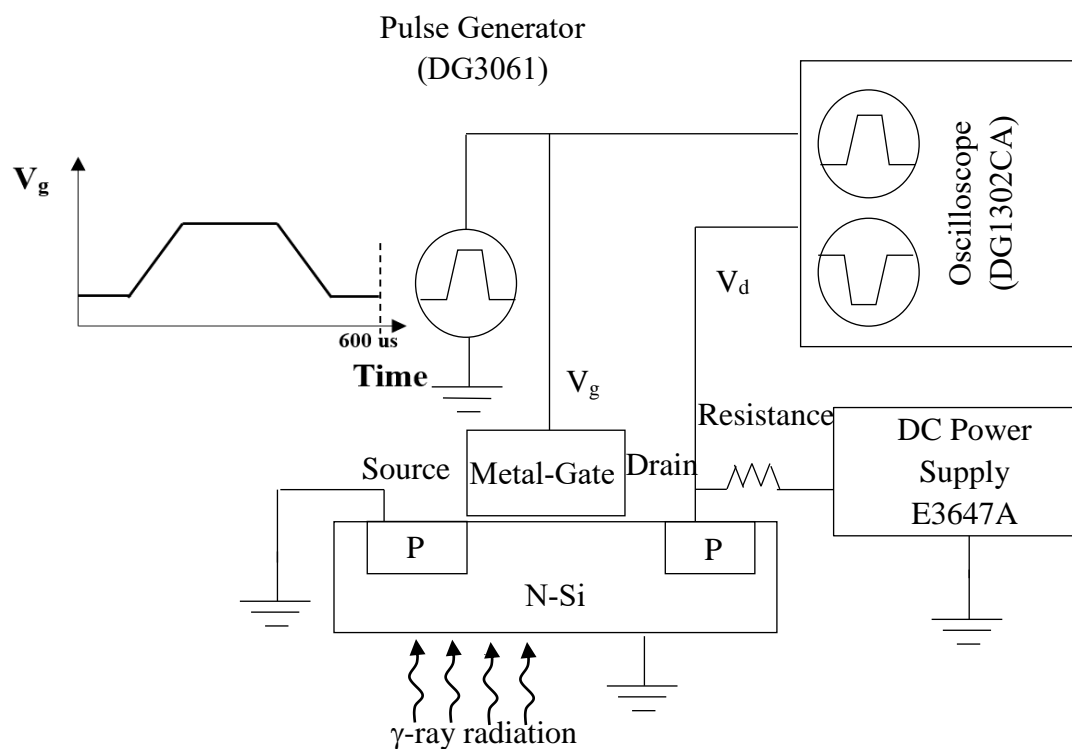 Pulse Generator
(DG3061)
Oscilloscope
(DG1302CA)
Vg
600 us
Time
Vd
Vg
Resistance
DC Power
Supply
E3647A
Source
Metal-Gate
Drain
P
P
N-Si
γ-ray radiation